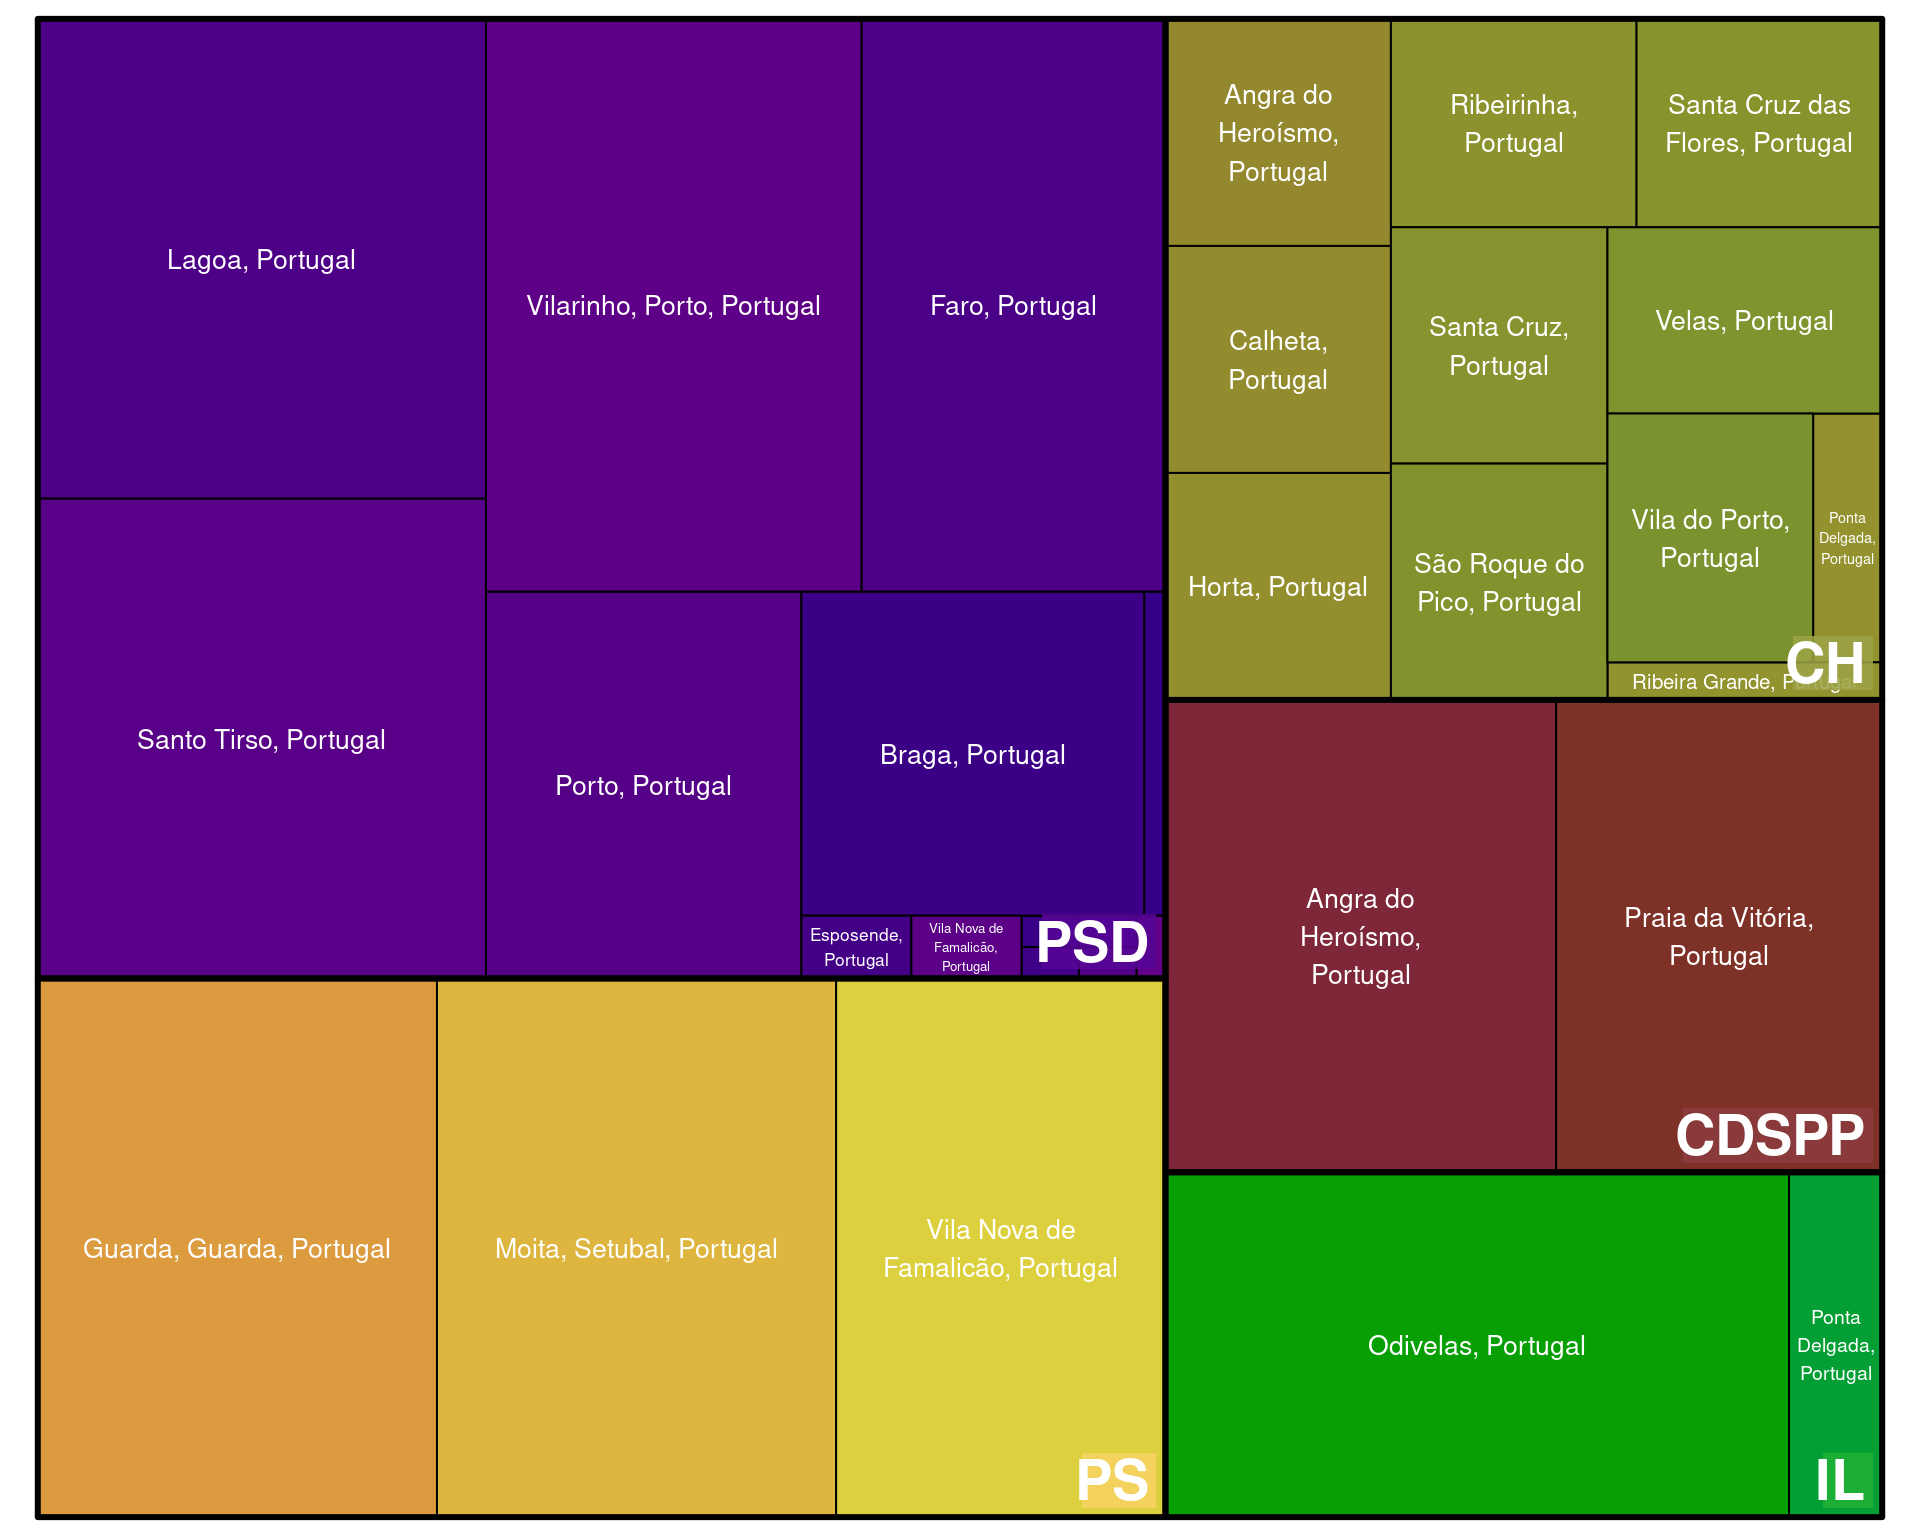 Lagoa, Portugal
Vilarinho, Porto, Portugal
Faro, Portugal
Santo Tirso, Portugal
Porto, Portugal
Braga, Portugal
Esposende,
Portugal
Vila Nova de
Famalicão,
Portugal
PSD
Guarda, Guarda, Portugal
Moita, Setubal, Portugal
Vila Nova de
Famalicão, Portugal
PS
Angra do
Heroísmo,
Portugal
Ribeirinha,
Portugal
Santa Cruz das
Flores, Portugal
Calheta,
Portugal
Santa Cruz,
Portugal
Velas, Portugal
Horta, Portugal
São Roque do
Pico, Portugal
Vila do Porto,
Portugal
Ponta
Delgada,
Portugal
Ribeira Grande, Portugal
CH
Angra do
Heroísmo,
Portugal
Praia da Vitória,
Portugal
CDSPP
Odivelas, Portugal
Ponta
Delgada,
Portugal
IL